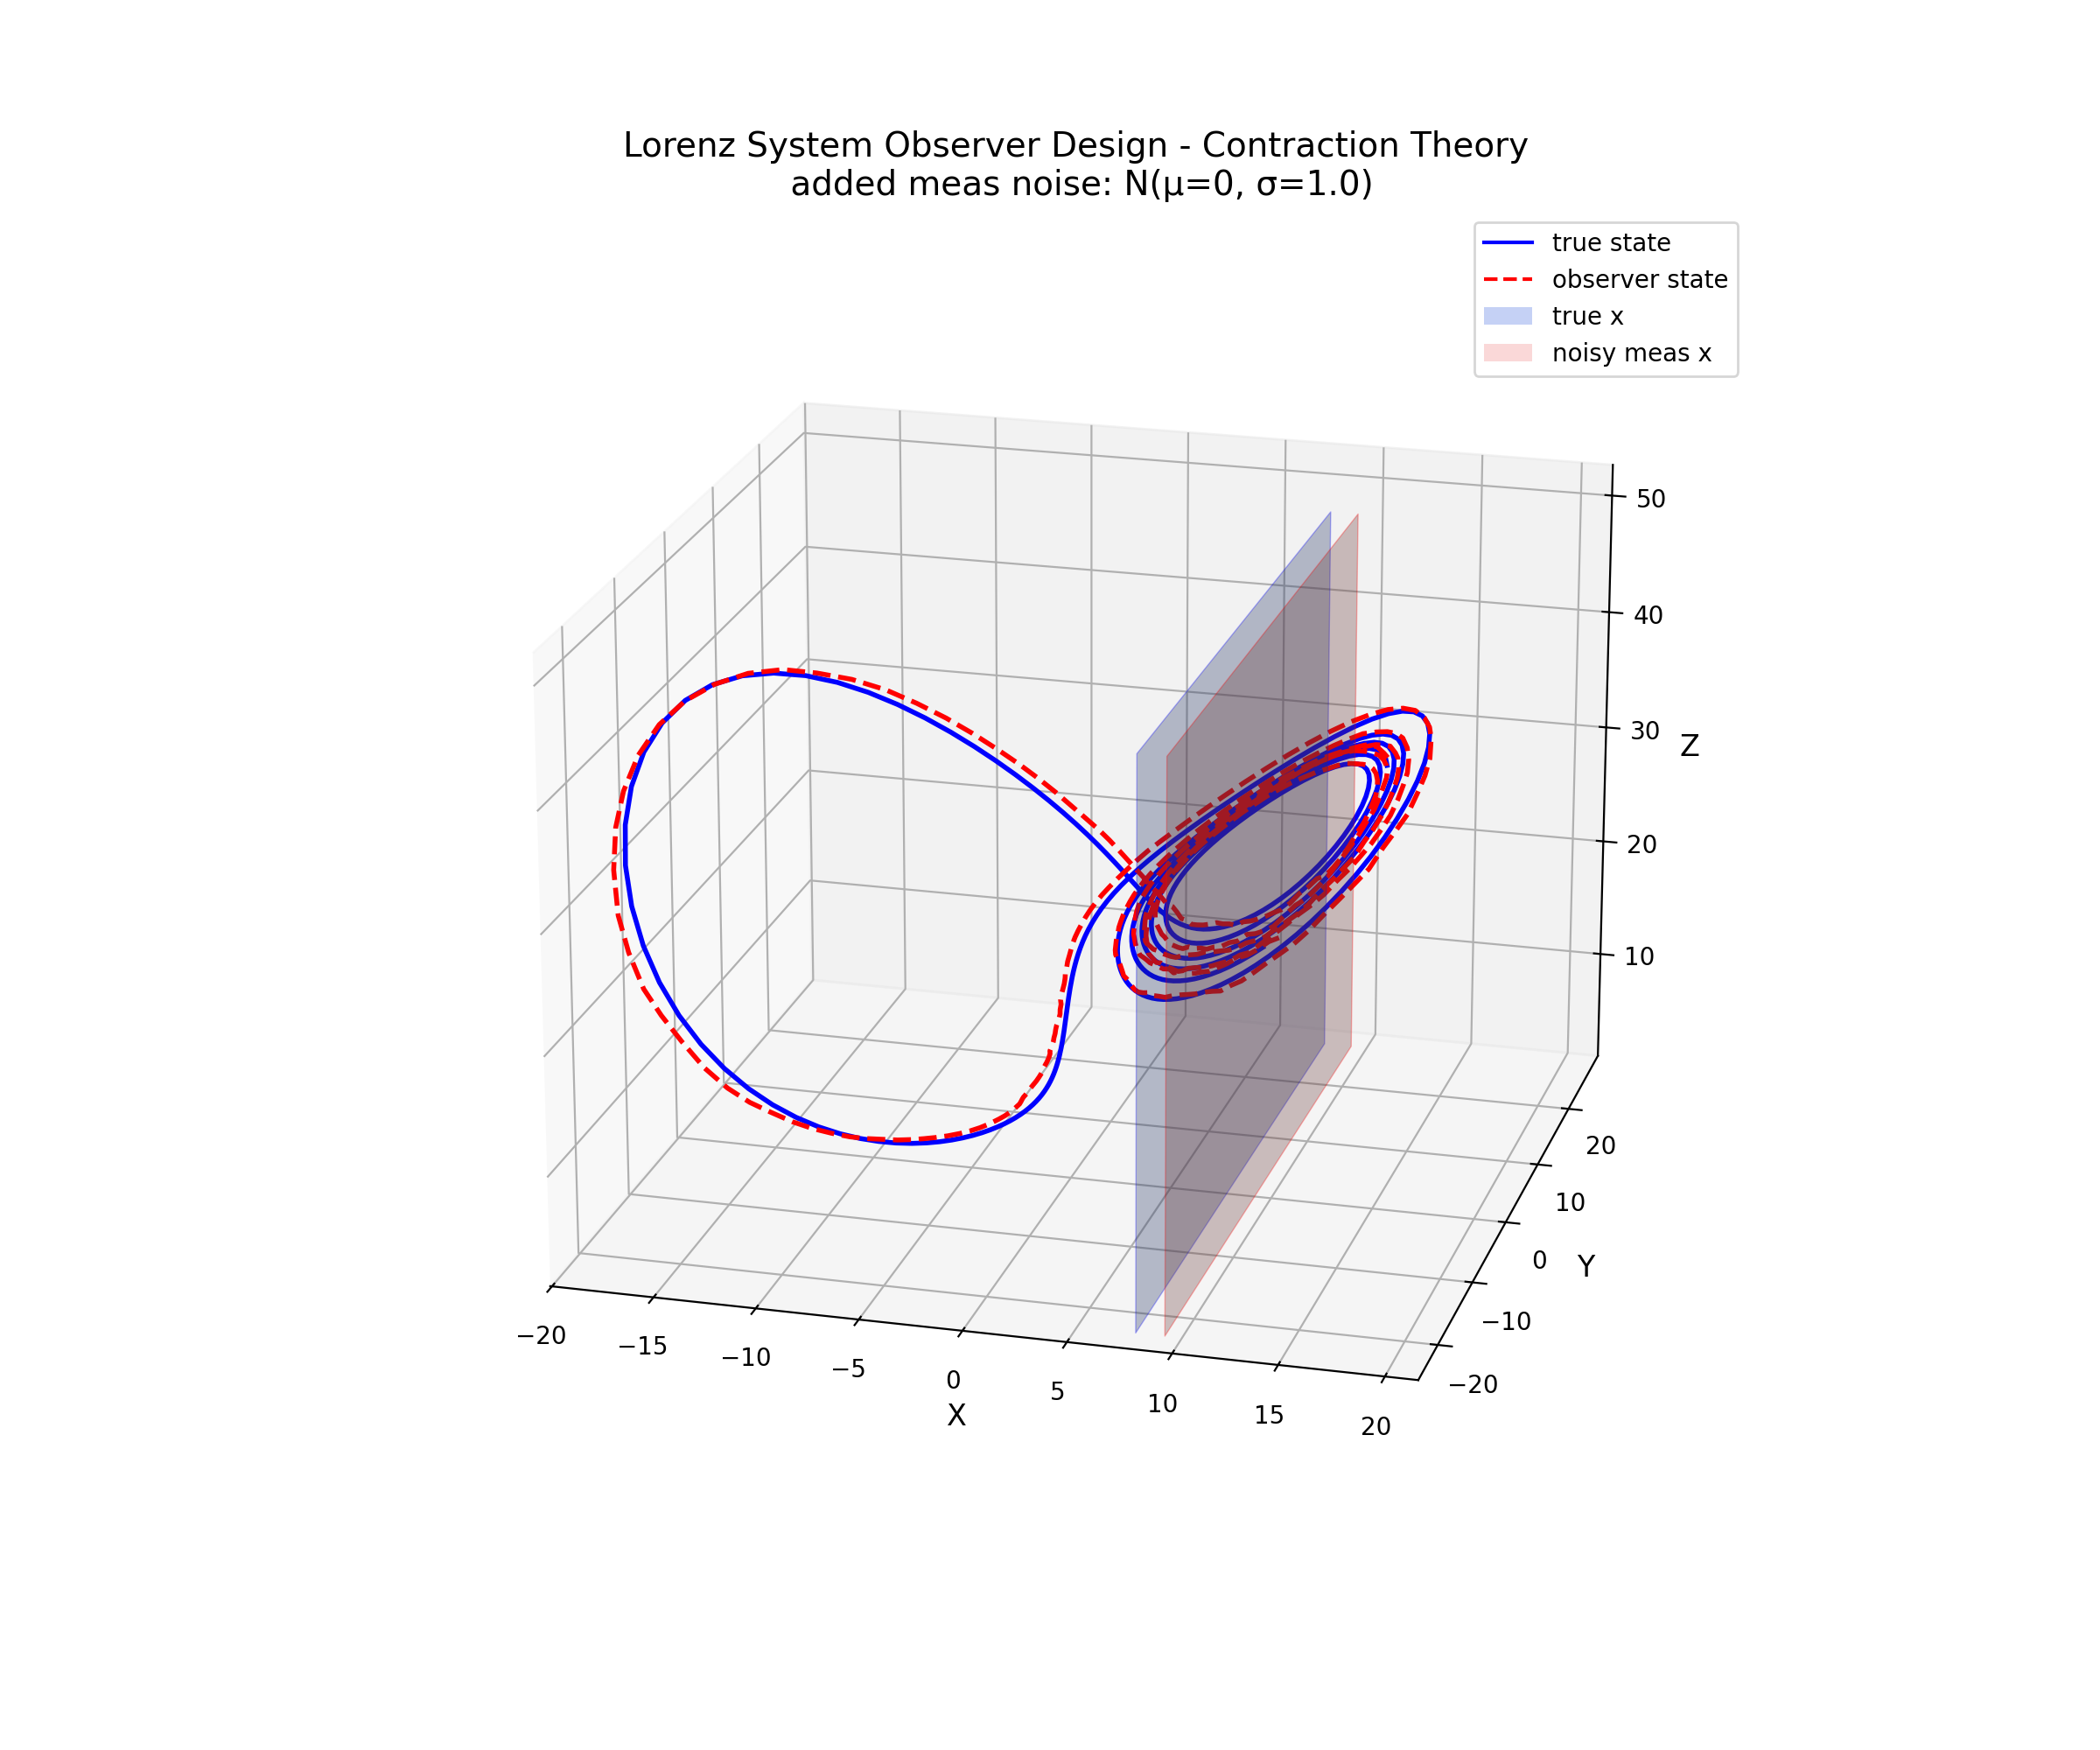 Lorenz System Observer Design - Contraction Theory
added meas noise: N(μ=0, σ=1.0)
true state
observer state
true x
noisy meas x
50
40
30
Z
20
10
20
10
0
Y
−10
−20
−20
−15
−10
−5
0
5
10
15
20
X